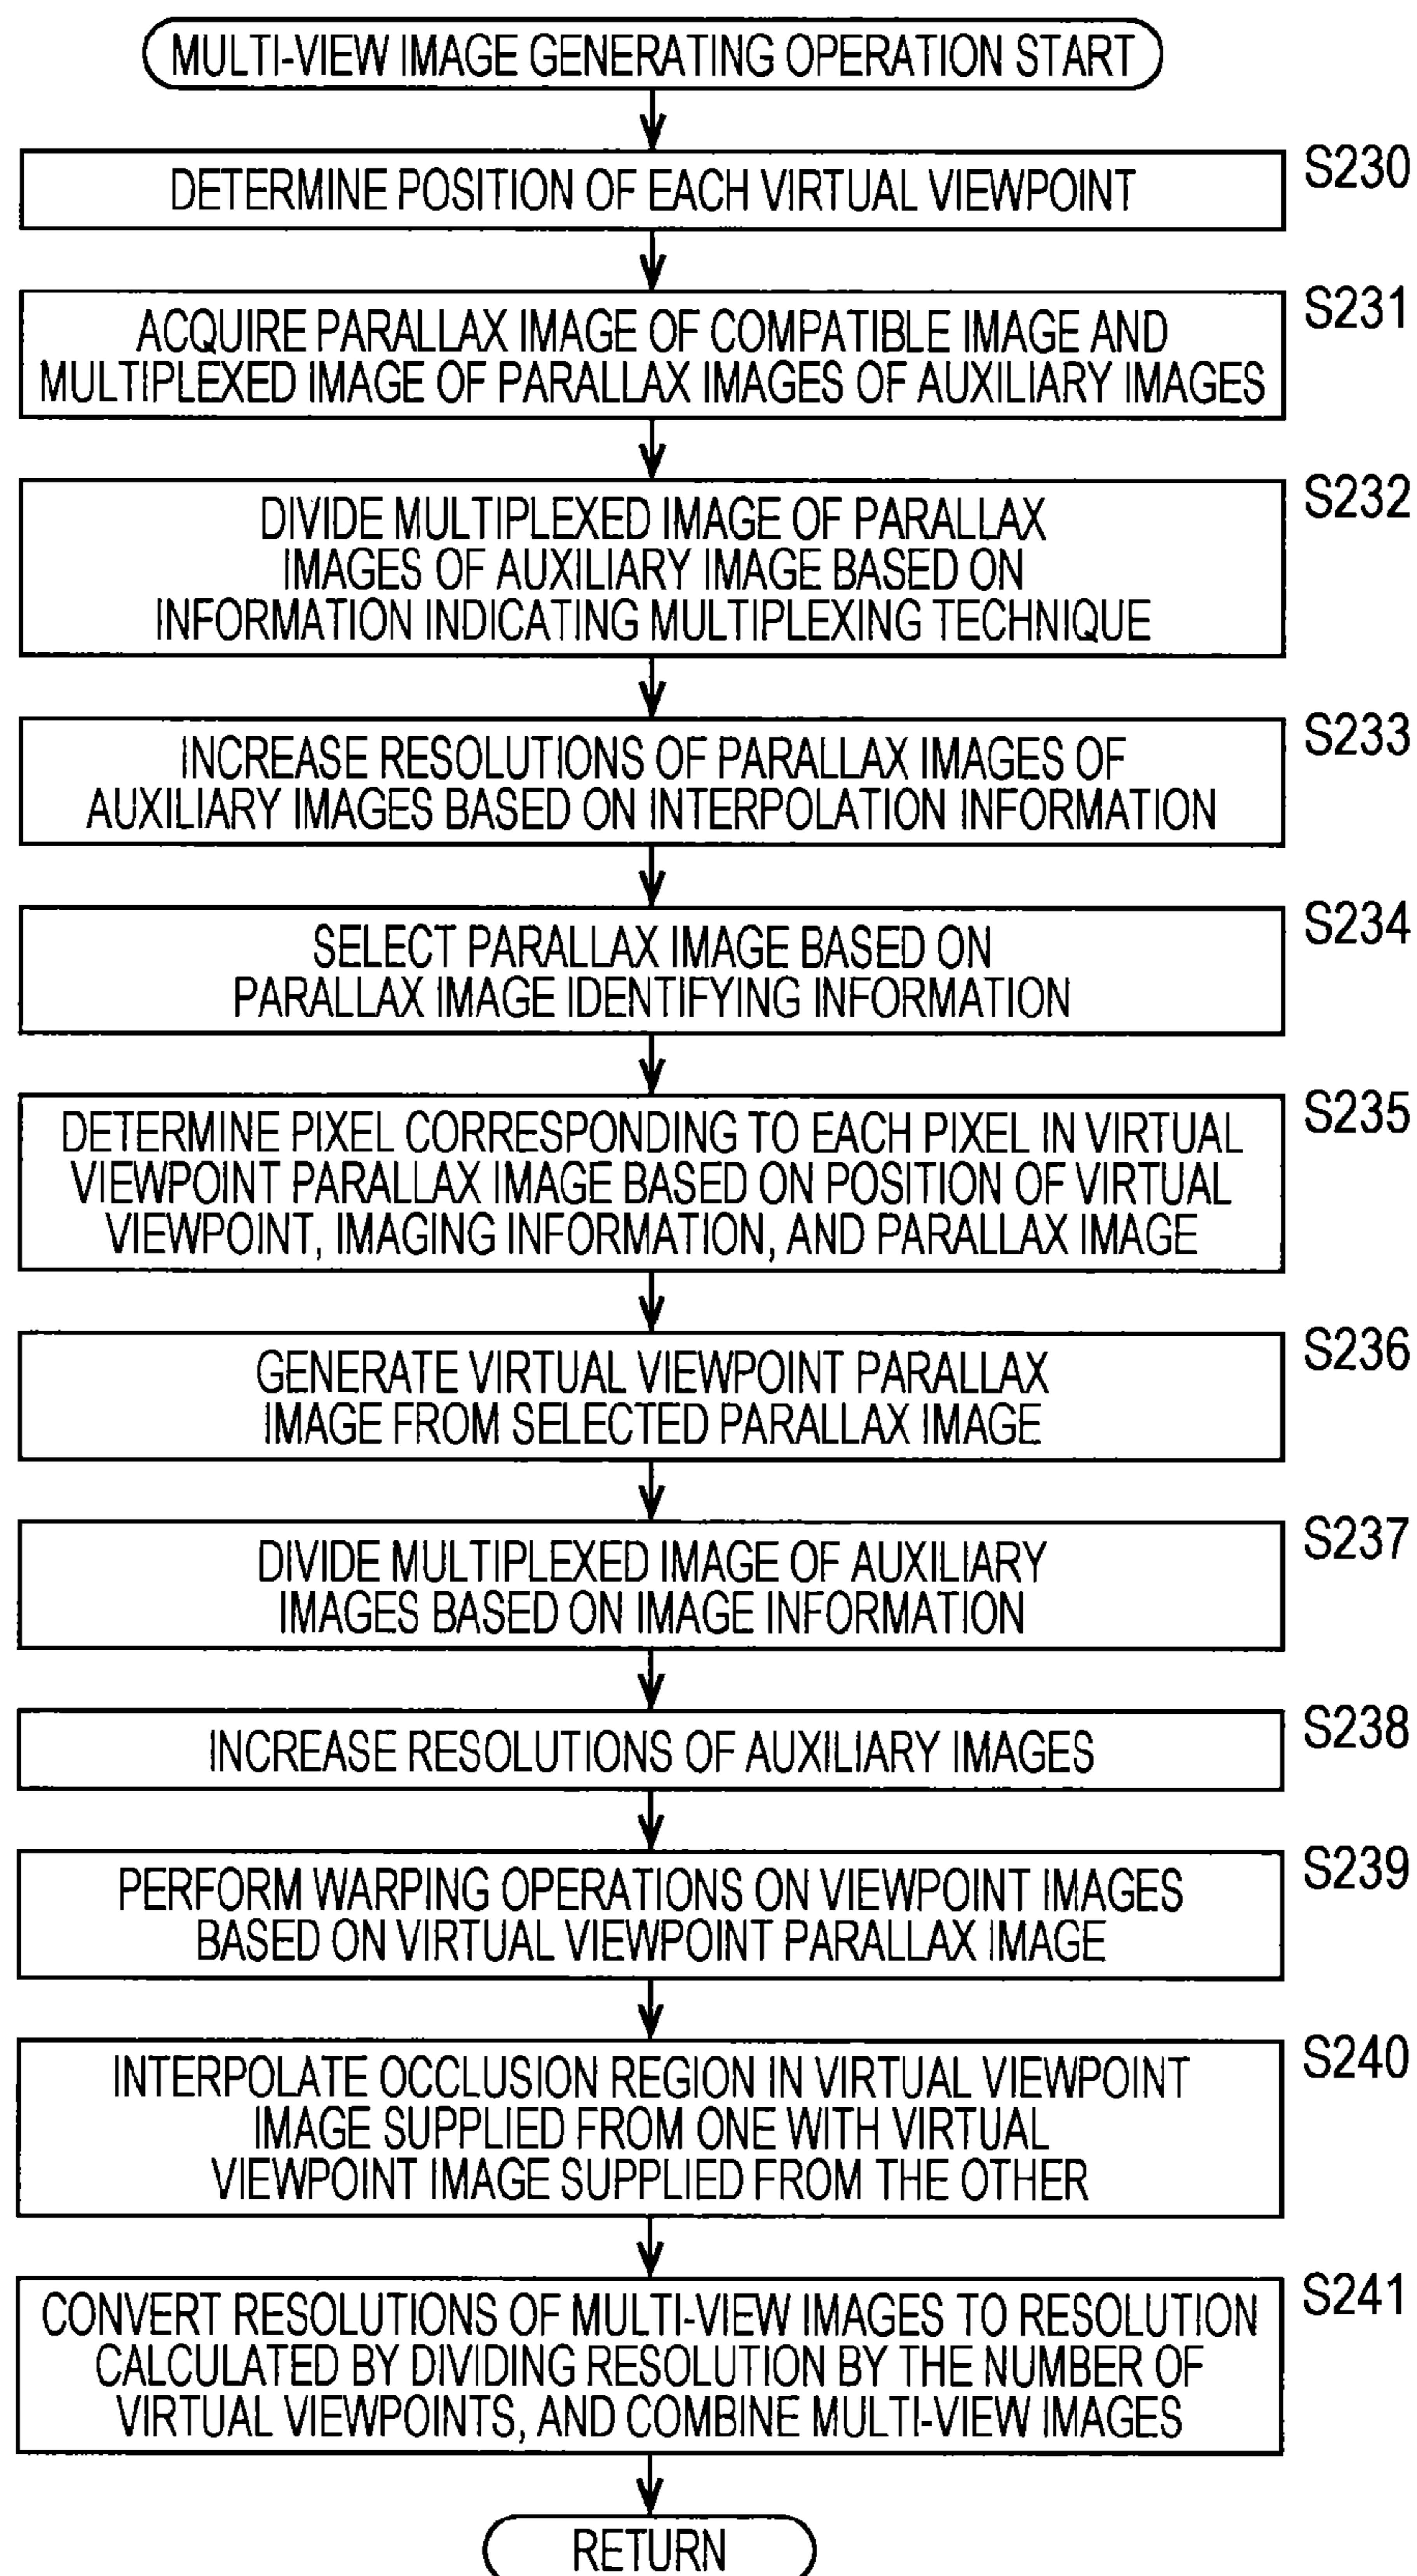 MULTI-VIEW IMAGE GENERATING OPERATION START
S230
DETERMINE POSITION OF EACH VIRTUAL VIEWPOINT
S231
ACQUIRE PARALLAX IMAGE OF COMPATIBLE IMAGE AND
MULTIPLEXED IMAGE OF PARALLAX IMAGES OF AUXILIARY IMAGES
S232
DIVIDE MULTIPLEXED IMAGE OF PARALLAX
IMAGES OF AUXILIARY IMAGE BASED ON
INFORMATION INDICATING MULTIPLEXING TECHNIQUE
S233
INCREASE RESOLUTIONS OF PARALLAX IMAGES OF
AUXILIARY IMAGES BASED ON INTERPOLATION INFORMATION
S234
SELECT PARALLAX IMAGE BASED ON
PARALLAX IMAGE IDENTIFYING INFORMATION
S235
DETERMINE PIXEL CORRESPONDING TO EACH PIXEL IN VIRTUAL
VIEWPOINT PARALLAX IMAGE BASED ON POSITION OF VIRTUAL
VIEWPOINT, IMAGING INFORMATION, AND PARALLAX IMAGE
S236
GENERATE VIRTUAL VIEWPOINT PARALLAX
IMAGE FROM SELECTED PARALLAX IMAGE
S237
DIVIDE MULTIPLEXED IMAGE OF AUXILIARY
IMAGES BASED ON IMAGE INFORMATION
S238
INCREASE RESOLUTIONS OF AUXILIARY IMAGES
S239
PERFORM WARPING OPERATIONS ON VIEWPOINT IMAGES
BASED ON VIRTUAL VIEWPOINT PARALLAX IMAGE
S240
INTERPOLATE OCCLUSION REGION IN VIRTUAL VIEWPOINT
IMAGE SUPPLIED FROM ONE WITH VIRTUAL
VIEWPOINT IMAGE SUPPLIED FROM THE OTHER
S241
CONVERT RESOLUTIONS OF MULTI-VIEW IMAGES TO RESOLUTION
CALCULATED BY DIVIDING RESOLUTION BY THE NUMBER OF
VIRTUAL VIEWPOINTS, AND COMBINE MULTI-VIEW IMAGES
RETURN